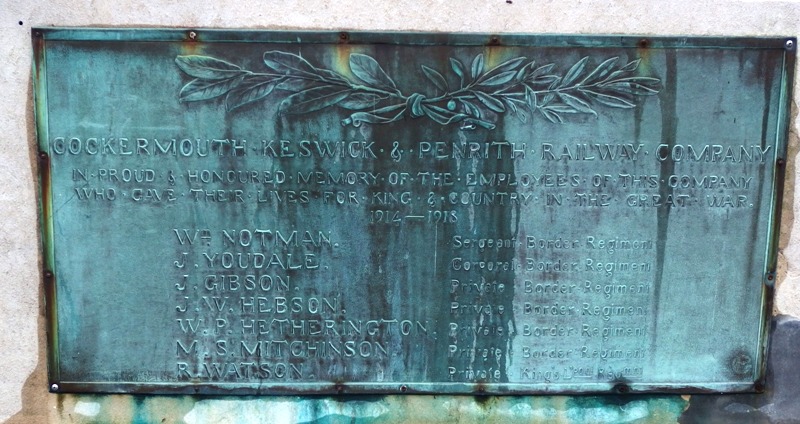 COCKERMOUTH · KESWICK · & · PENRITH · RAILWAY · COMPANY
IN · PROUD · & · HONOURED · MEMORY · OF · THE · EMPLOYEES · OF · THIS · COMPANY
WHO · GAVE · THEIR · LIVES · FOR · KING · & · COUNTRY · IN · THE · GREAT · WAR.
1914—1918
Wm NOTMAN. Sergeant · Border · Regiment
J. YOUDALE. Corporal · Border · Regiment
J. GIBSON. Private Border · Regiment
J. W. HEBSON. Private Border · Regiment
W. P. HETHERINGTON. Private Border · Regiment
M. S. MITCHINSON. Private Border · Regiment
R. WATSON. Private King's